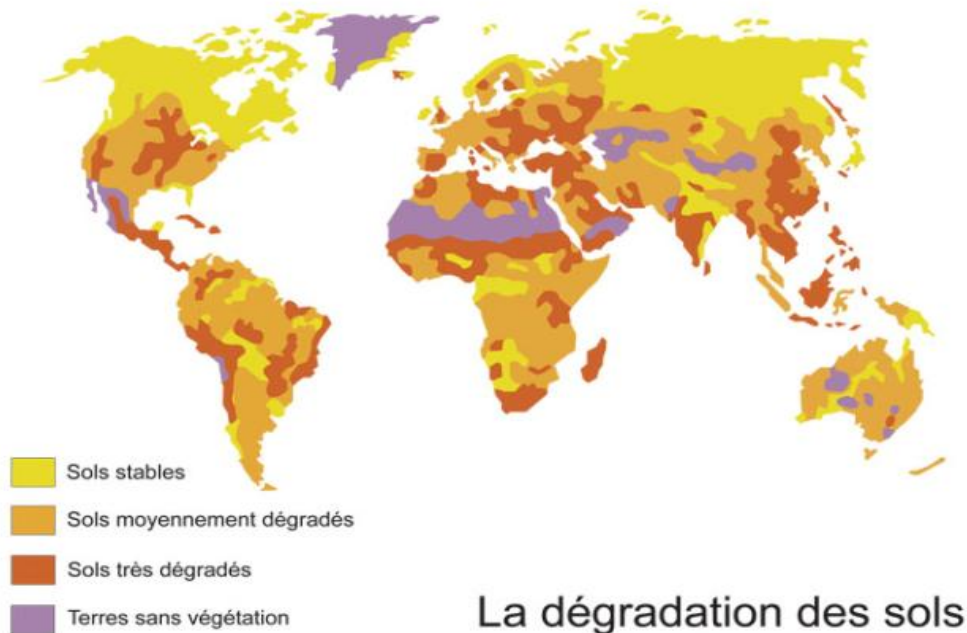 Sols stables
Sols moyennement dégradés
Sols très dégradés
Terres sans végétation
La dégradation des sols